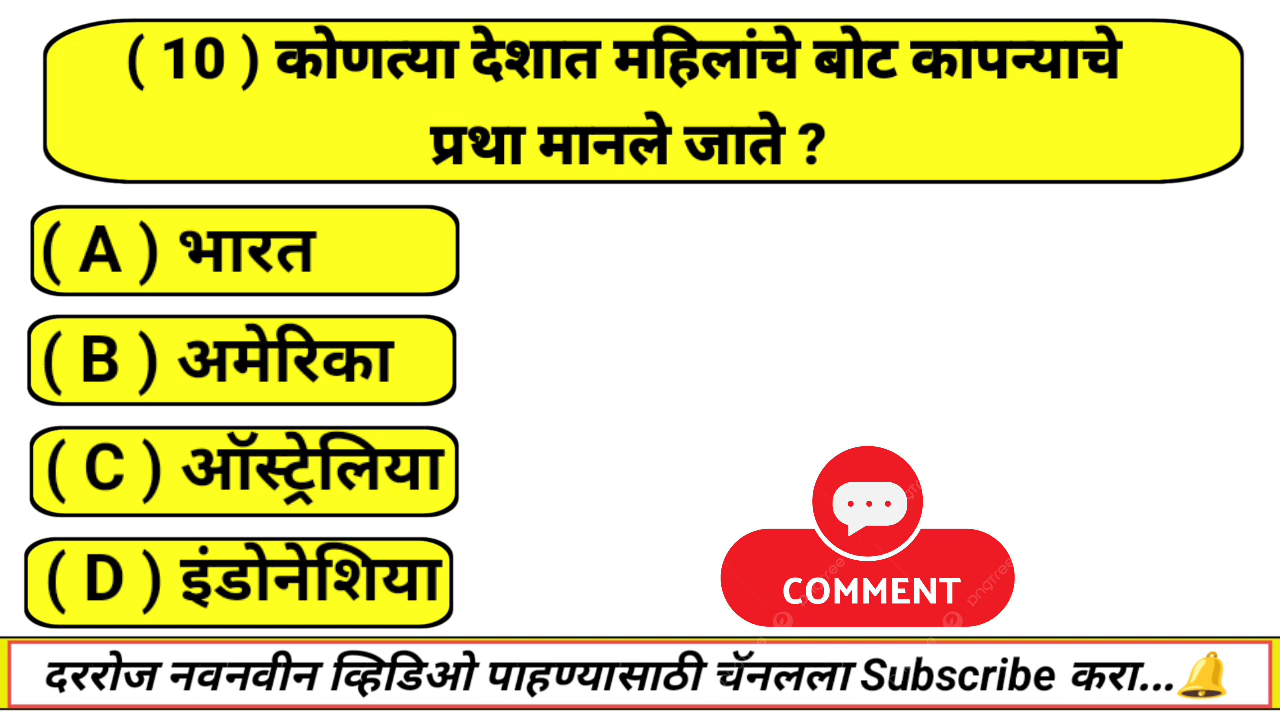 ( 10 ) कोणत्या देशात महिलांचे बोट कापन्याचे
प्रथा मानले जाते ?
( A ) भारत
( B ) अमेरिका
( C ) ऑस्ट्रेलिया
( D ) इंडोनेशिया
COMMENT
दररोज नवनवीन व्हिडिओ पाहण्यासाठी चॅनलला Subscribe करा...